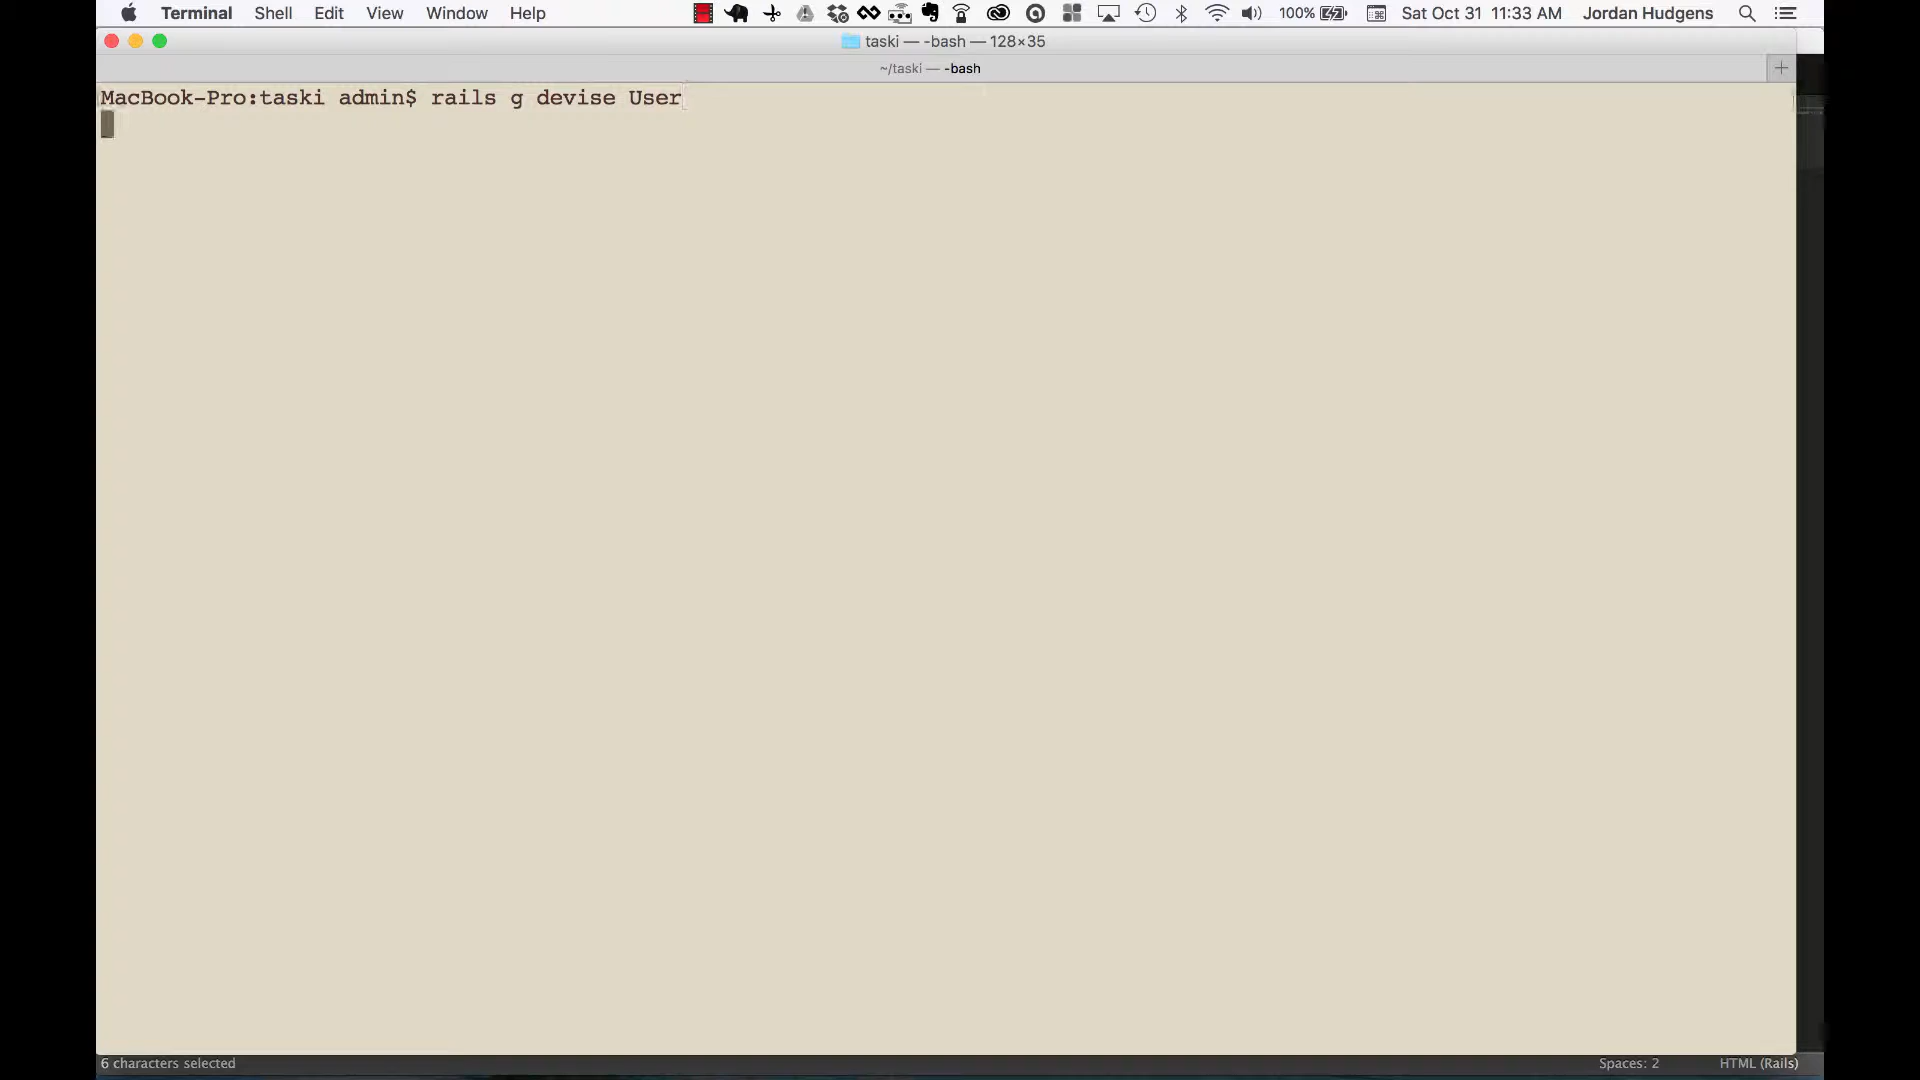 Terminal Shell Edit View Window Help 100% Sat Oct 31 11:33 AM Jordan Hudgens
taski — -bash — 128×35
~/taski — -bash
MacBook-Pro:taski admin$ rails g devise User
6 characters selected Spaces: 2 HTML (Rails)